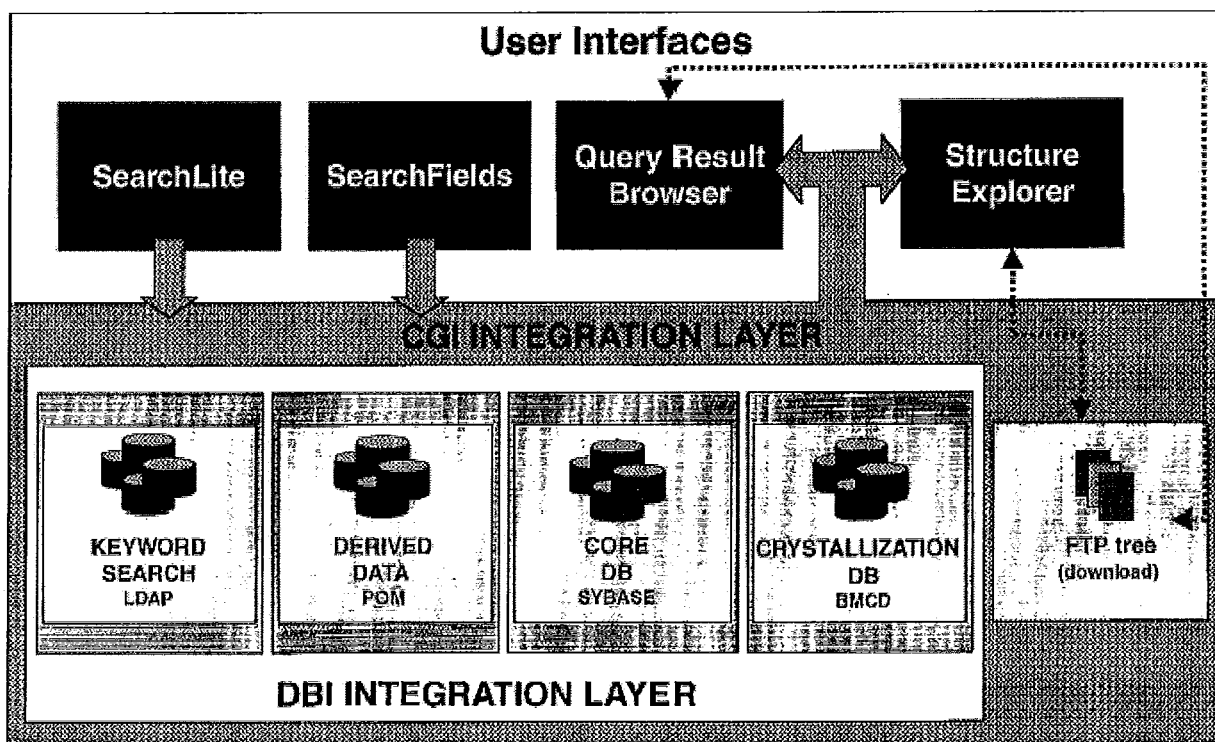 User Interfaces
SearchLite
SearchFields
Query Result
Browser
Structure
Explorer
CGI INTEGRATION LAYER
KEYWORD
SEARCH
LDAP
DERIVED
DATA
POM
CORE
DB
SYBASE
CRYSTALLIZATION
DB
BMCD
FTP tree
(download)
DBI INTEGRATION LAYER